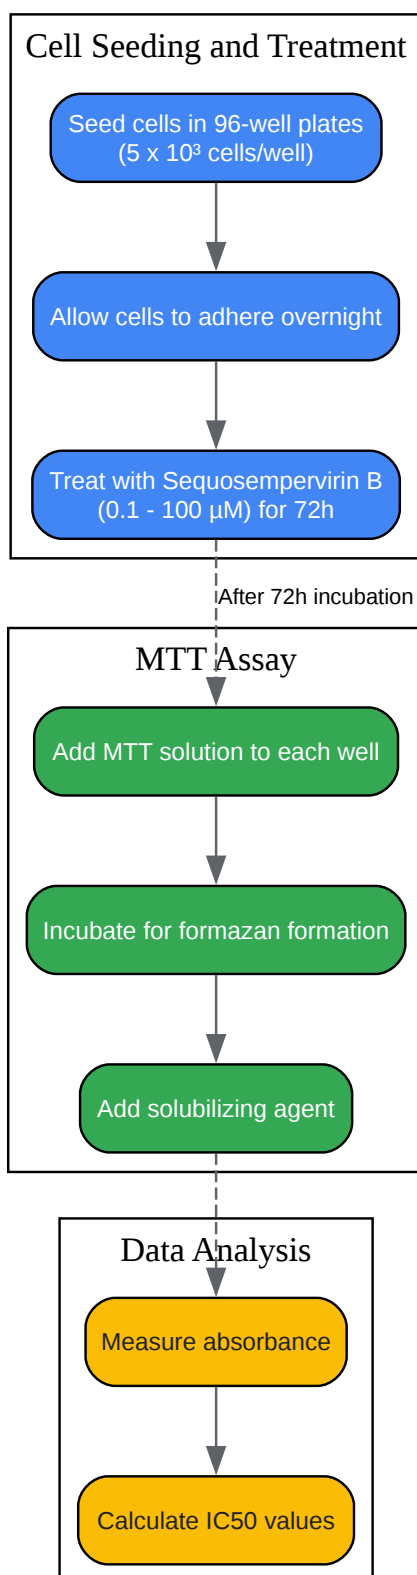 Cell Seeding and Treatment
Seed cells in 96-well plates
(5 x 10³ cells/well)
Allow cells to adhere overnight
Treat with Sequosempervirin B
(0.1 - 100 µM) for 72h
After 72h incubation
MTT Assay
Add MTT solution to each well
Incubate for formazan formation
Add solubilizing agent
Data Analysis
Measure absorbance
Calculate IC50 values